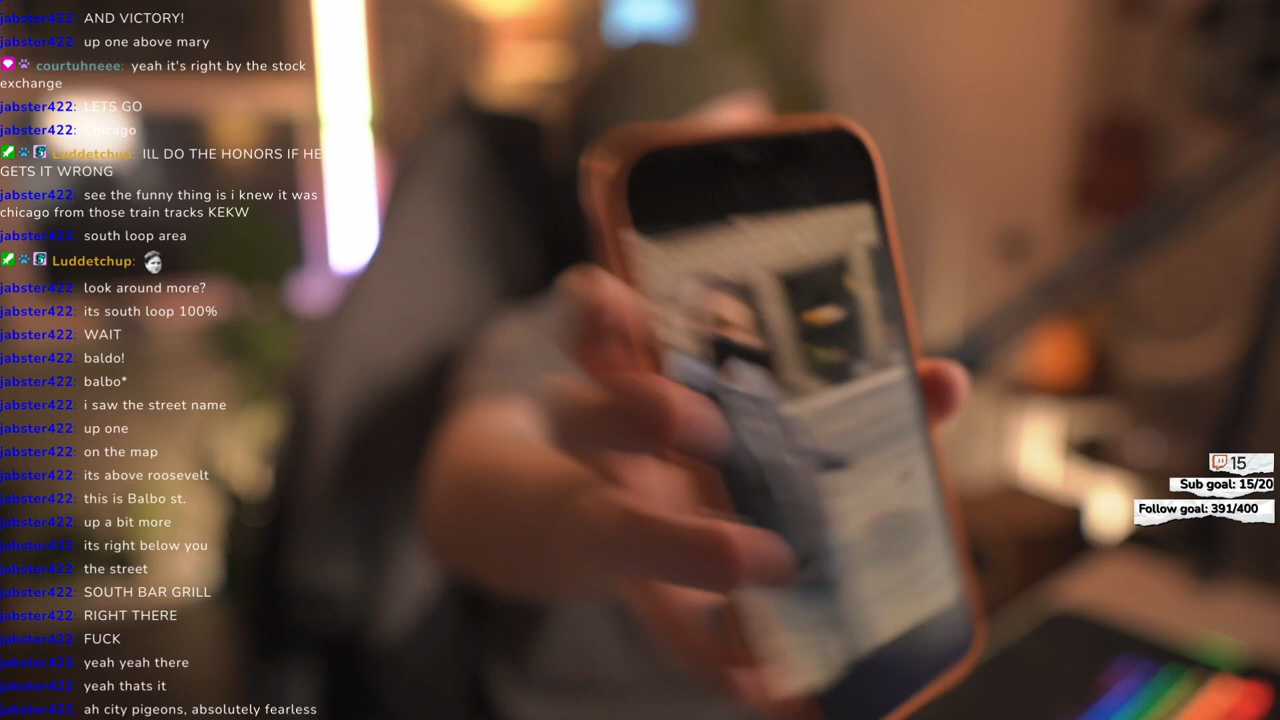 jabster422: AND VICTORY!
jabster422: up one above mary
courtuhneee: yeah it's right by the stock
exchange
jabster422: LETS GO
jabster422: Chicago
Luddetchup: IlL DO THE HONORS IF HE
GETS IT WRONG
jabster422: see the funny thing is i knew it was
chicago from those train tracks KEKW
jabster422: south loop area
Luddetchup:
jabster422: look around more?
jabster422: its south loop 100%
jabster422: WAIT
jabster422: baldo!
jabster422: balbo*
jabster422: i saw the street name
jabster422: up one
jabster422: on the map
jabster422: its above roosevelt
jabster422: this is Balbo st.
jabster422: up a bit more
jabster422: its right below you
jabster422: the street
jabster422: SOUTH BAR GRILL
jabster422: RIGHT THERE
jabster422: FUCK
jabster422: yeah yeah there
jabster422: yeah thats it
jabster422: ah city pigeons, absolutely fearless
15
Sub goal: 15/20
Follow goal: 391/400